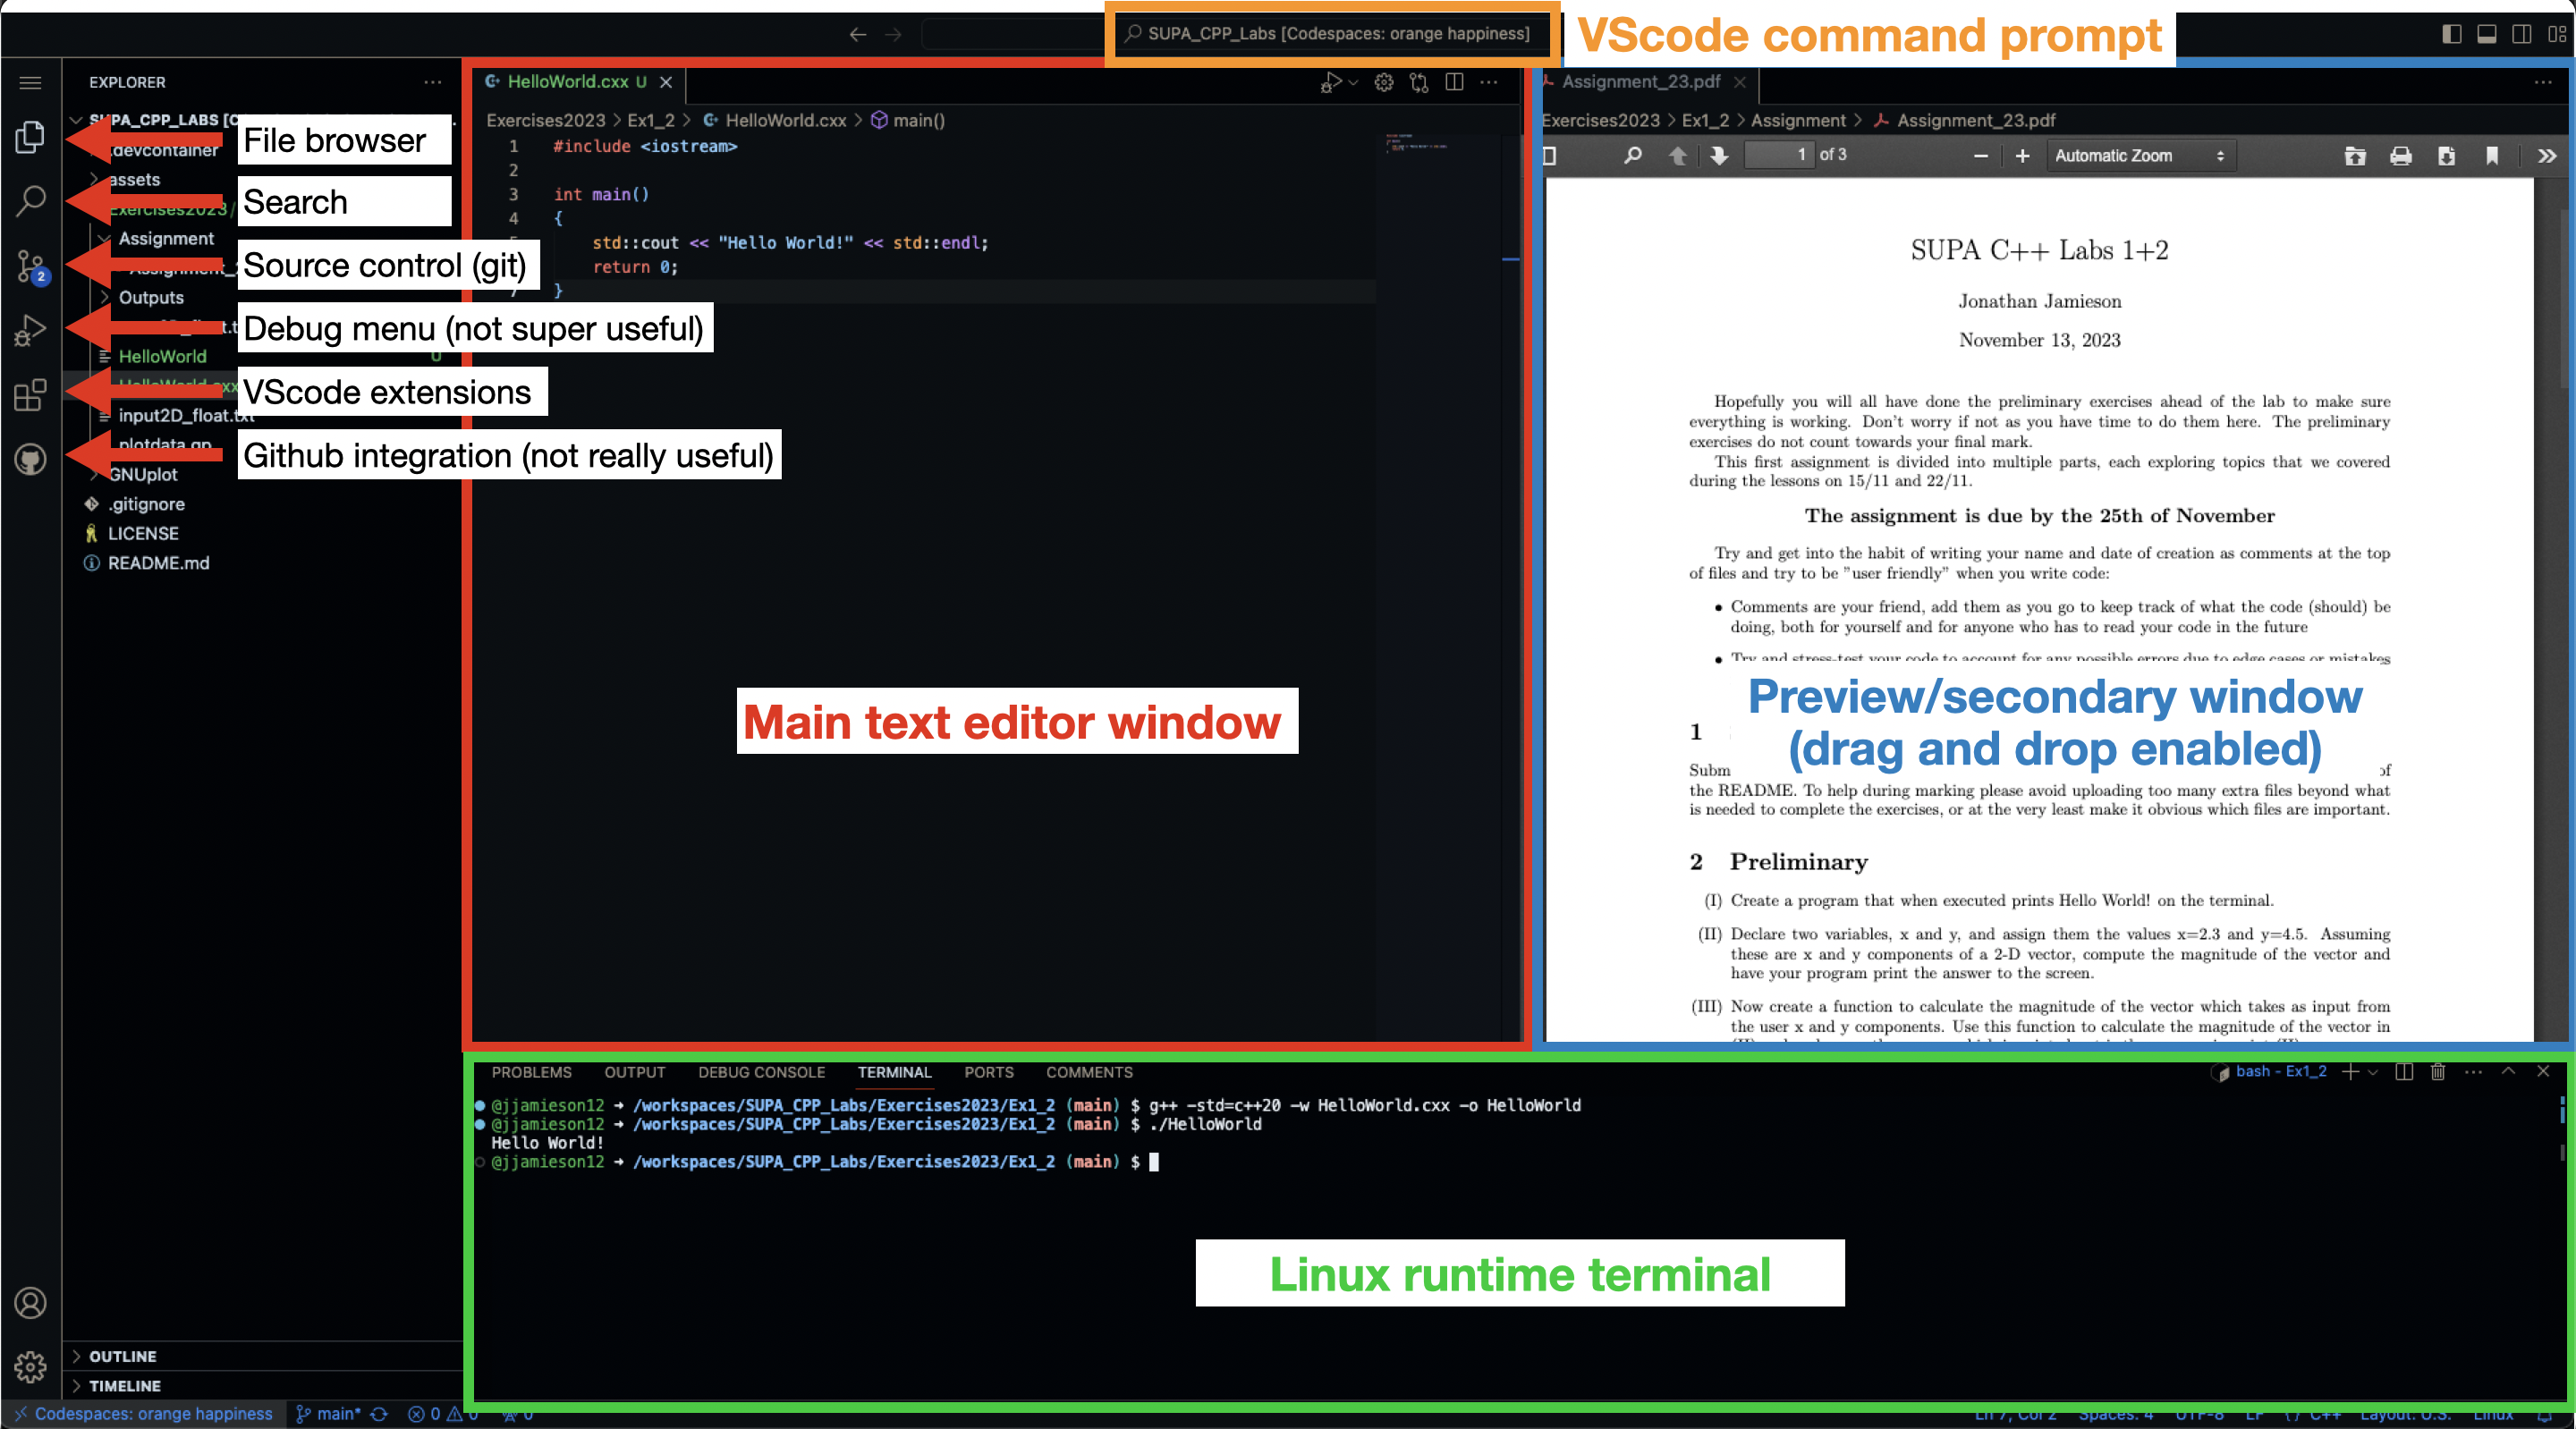 SUPA_CPP_Labs [Codespaces: orange happiness]
VScode command prompt
EXPLORER
SUPA_CPP_LABS [C
.devcontainer
assets
Exercises2023/
Assignment
Outputs
HelloWorld
U
input2D_float.txt
plotdata.gp
GNUplot
.gitignore
LICENSE
README.md
OUTLINE
TIMELINE
File browser
Search
Source control (git)
2
Debug menu (not super useful)
VScode extensions
Github integration (not really useful)
HelloWorld.cxx U
Exercises2023 > Ex1_2 > HelloWorld.cxx > main()
1 #include <iostream>
2
3 int main()
4 {
std::cout << "Hello World!" << std::endl;
return 0;
7 }
Main text editor window
Assignment_23.pdf
Exercises2023 > Ex1_2 > Assignment > Assignment_23.pdf
1 of 3
Automatic Zoom
SUPA C++ Labs 1+2
Jonathan Jamieson
November 13, 2023
Hopefully you will all have done the preliminary exercises ahead of the lab to make sure
everything is working. Don't worry if not as you have time to do them here. The preliminary
exercises do not count towards your final mark.
This first assignment is divided into multiple parts, each exploring topics that we covered
during the lessons on 15/11 and 22/11.
The assignment is due by the 25th of November
Try and get into the habit of writing your name and date of creation as comments at the top
of files and try to be "user friendly" when you write code:
• Comments are your friend, add them as you go to keep track of what the code (should) be
doing, both for yourself and for anyone who has to read your code in the future
• Try and stress-test your code to account for any possible errors due to edge cases or mistakes
Preview/secondary window
(drag and drop enabled)
1
Subm
of
the README. To help during marking please avoid uploading too many extra files beyond what
is needed to complete the exercises, or at the very least make it obvious which files are important.
2 Preliminary
(I) Create a program that when executed prints Hello World! on the terminal.
(II) Declare two variables, x and y, and assign them the values x=2.3 and y=4.5. Assuming
these are x and y components of a 2-D vector, compute the magnitude of the vector and
have your program print the answer to the screen.
(III) Now create a function to calculate the magnitude of the vector which takes as input from
the user x and y components. Use this function to calculate the magnitude of the vector in
PROBLEMS OUTPUT DEBUG CONSOLE TERMINAL PORTS COMMENTS
bash - Ex1_2
@jjamieson12 → /workspaces/SUPA_CPP_Labs/Exercises2023/Ex1_2 (main) $ g++ -std=c++20 -w HelloWorld.cxx -o HelloWorld
@jjamieson12 → /workspaces/SUPA_CPP_Labs/Exercises2023/Ex1_2 (main) $ ./HelloWorld
Hello World!
@jjamieson12 → /workspaces/SUPA_CPP_Labs/Exercises2023/Ex1_2 (main) $
Linux runtime terminal
Codespaces: orange happiness main* 0 0 0
Ln 7, Col 2 Spaces: 4 UTF-8 LF {} C++ Layout: U.S. Linux